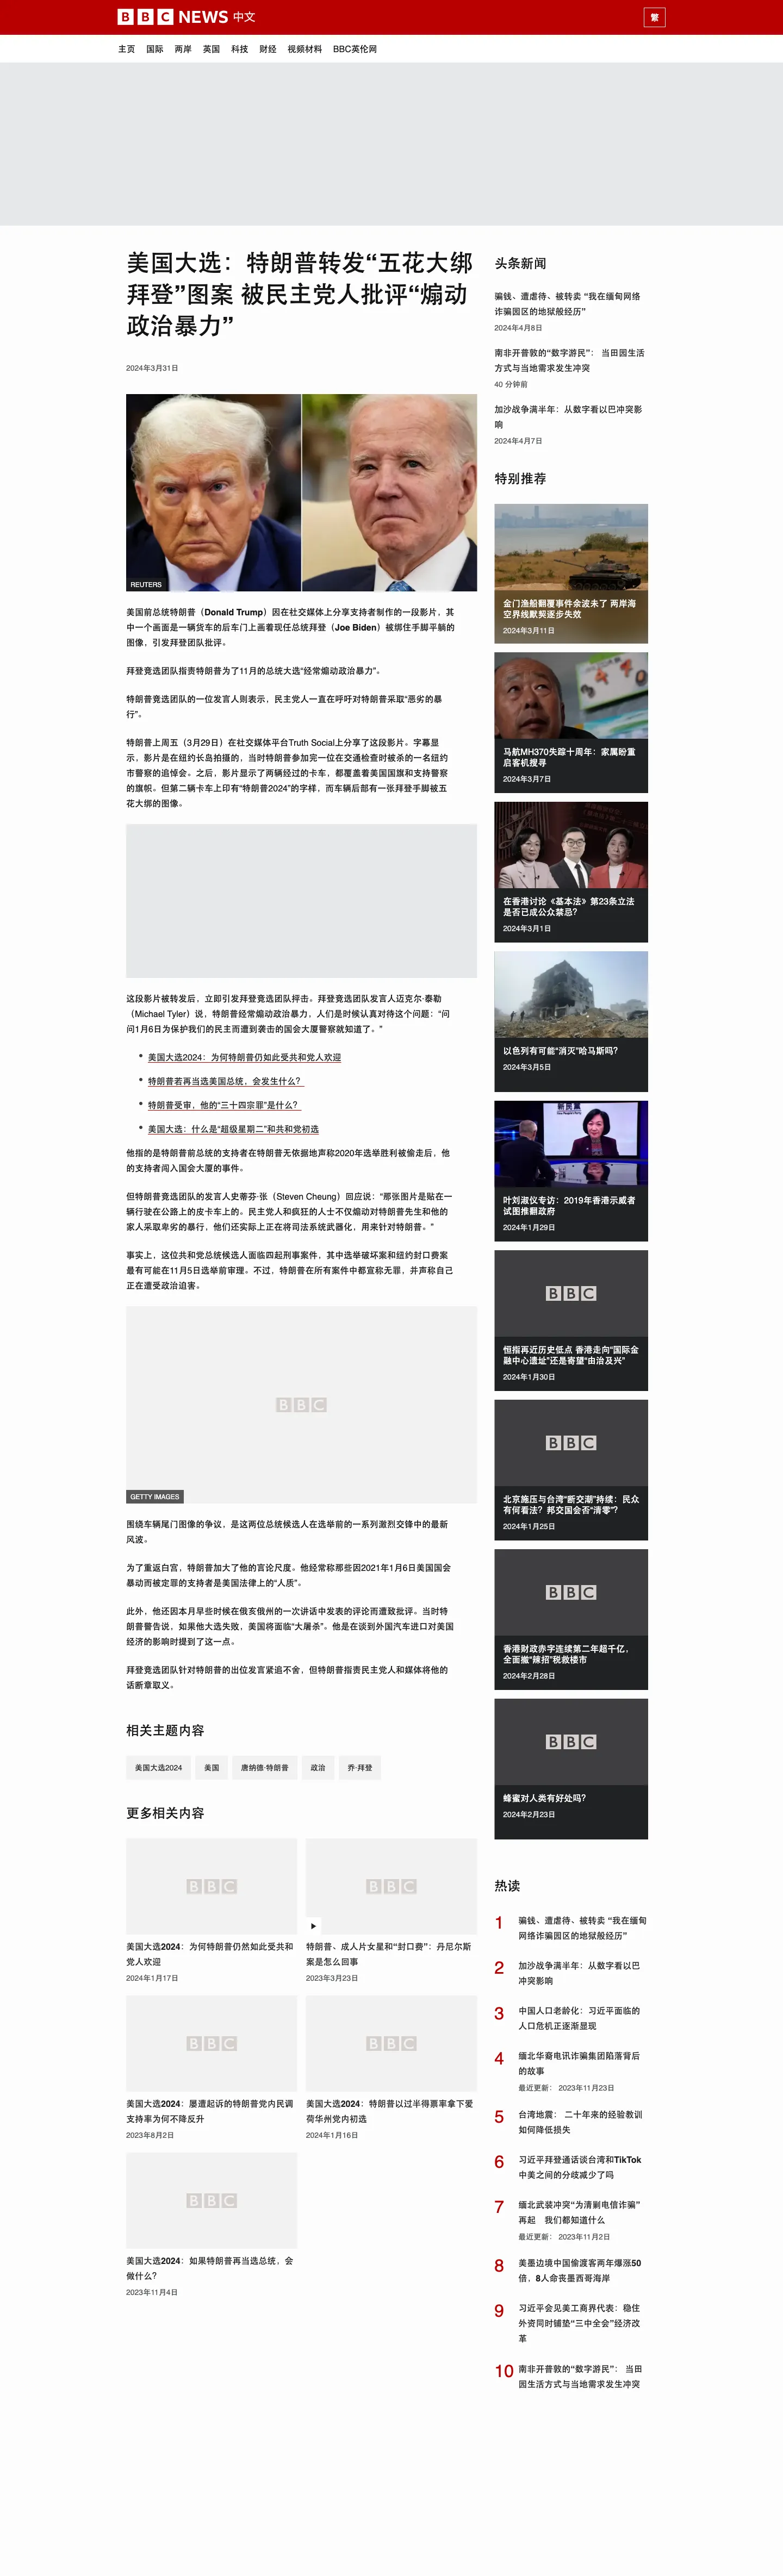 BBC NEWS 中文
繁
主页 国际 两岸 英国 科技 财经 视频材料 BBC英伦网
美国大选：特朗普转发“五花大绑
拜登”图案 被民主党人批评“煽动
政治暴力”
2024年3月31日
REUTERS
美国前总统特朗普（Donald Trump）因在社交媒体上分享支持者制作的一段影片，其
中一个画面是一辆货车的后车门上画着现任总统拜登（Joe Biden）被绑住手脚平躺的
图像，引发拜登团队批评。
拜登竞选团队指责特朗普为了11月的总统大选“经常煽动政治暴力”。
特朗普竞选团队的一位发言人则表示，民主党人一直在呼吁对特朗普采取“恶劣的暴
行”。
特朗普上周五（3月29日）在社交媒体平台Truth Social上分享了这段影片。字幕显
示，影片是在纽约长岛拍摄的，当时特朗普参加完一位在交通检查时被杀的一名纽约
市警察的追悼会。之后，影片显示了两辆经过的卡车，都覆盖着美国国旗和支持警察
的旗帜。但第二辆卡车上印有“特朗普2024”的字样，而车辆后部有一张拜登手脚被五
花大绑的图像。
这段影片被转发后，立即引发拜登竞选团队抨击。拜登竞选团队发言人迈克尔·泰勒
（Michael Tyler）说，特朗普经常煽动政治暴力，人们是时候认真对待这个问题：“问
问1月6日为保护我们的民主而遭到袭击的国会大厦警察就知道了。”
• 美国大选2024：为何特朗普仍如此受共和党人欢迎
• 特朗普若再当选美国总统，会发生什么？
• 特朗普受审，他的“三十四宗罪”是什么？
• 美国大选：什么是“超级星期二”和共和党初选
他指的是特朗普前总统的支持者在特朗普无依据地声称2020年选举胜利被偷走后，他
的支持者闯入国会大厦的事件。
但特朗普竞选团队的发言人史蒂芬·张（Steven Cheung）回应说：“那张图片是贴在一
辆行驶在公路上的皮卡车上的。民主党人和疯狂的人士不仅煽动对特朗普先生和他的
家人采取卑劣的暴行，他们还实际上正在将司法系统武器化，用来针对特朗普。”
事实上，这位共和党总统候选人面临四起刑事案件，其中选举破坏案和纽约封口费案
最有可能在11月5日选举前审理。不过，特朗普在所有案件中都宣称无罪，并声称自己
正在遭受政治迫害。
BBC
GETTY IMAGES
围绕车辆尾门图像的争议，是这两位总统候选人在选举前的一系列激烈交锋中的最新
风波。
为了重返白宫，特朗普加大了他的言论尺度。他经常称那些因2021年1月6日美国国会
暴动而被定罪的支持者是美国法律上的“人质”。
此外，他还因本月早些时候在俄亥俄州的一次讲话中发表的评论而遭致批评。当时特
朗普警告说，如果他大选失败，美国将面临“大屠杀”。他是在谈到外国汽车进口对美国
经济的影响时提到了这一点。
拜登竞选团队针对特朗普的出位发言紧追不舍，但特朗普指责民主党人和媒体将他的
话断章取义。
相关主题内容
美国大选2024 美国 唐纳德·特朗普 政治 乔·拜登
更多相关内容
BBC
美国大选2024：为何特朗普仍然如此受共和
党人欢迎
2024年1月17日
BBC
特朗普、成人片女星和“封口费”：丹尼尔斯
案是怎么回事
2023年3月23日
BBC
美国大选2024：屡遭起诉的特朗普党内民调
支持率为何不降反升
2023年8月2日
BBC
美国大选2024：特朗普以过半得票率拿下爱
荷华州党内初选
2024年1月16日
BBC
美国大选2024：如果特朗普再当选总统，会
做什么？
2023年11月4日
头条新闻
骗钱、遭虐待、被转卖 “我在缅甸网络
诈骗园区的地狱般经历”
2024年4月8日
南非开普敦的“数字游民”： 当田园生活
方式与当地需求发生冲突
40 分钟前
加沙战争满半年：从数字看以巴冲突影
响
2024年4月7日
特别推荐
金门渔船翻覆事件余波未了 两岸海
空界线默契逐步失效
2024年3月11日
马航MH370失踪十周年：家属盼重
启客机搜寻
2024年3月7日
在香港讨论《基本法》第23条立法
是否已成公众禁忌？
2024年3月1日
以色列有可能“消灭”哈马斯吗？
2024年3月5日
新民黨
叶刘淑仪专访：2019年香港示威者
试图推翻政府
2024年1月29日
BBC
恒指再近历史低点 香港走向“国际金
融中心遗址”还是寄望“由治及兴”
2024年1月30日
BBC
北京施压与台湾“断交潮”持续：民众
有何看法？邦交国会否“清零”？
2024年1月25日
BBC
香港财政赤字连续第二年超千亿，
全面撤“辣招”税救楼市
2024年2月28日
BBC
蜂蜜对人类有好处吗？
2024年2月23日
热读
1 骗钱、遭虐待、被转卖 “我在缅甸
网络诈骗园区的地狱般经历”
2 加沙战争满半年：从数字看以巴
冲突影响
3 中国人口老龄化：习近平面临的
人口危机正逐渐显现
4 缅北华裔电讯诈骗集团陷落背后
的故事
最近更新： 2023年11月23日
5 台湾地震： 二十年来的经验教训
如何降低损失
6 习近平拜登通话谈台湾和TikTok
中美之间的分歧减少了吗
7 缅北武装冲突“为清剿电信诈骗”
再起 我们都知道什么
最近更新： 2023年11月2日
8 美墨边境中国偷渡客两年爆涨50
倍，8人命丧墨西哥海岸
9 习近平会见美工商界代表：稳住
外资同时铺垫“三中全会”经济改
革
10 南非开普敦的“数字游民”： 当田
园生活方式与当地需求发生冲突